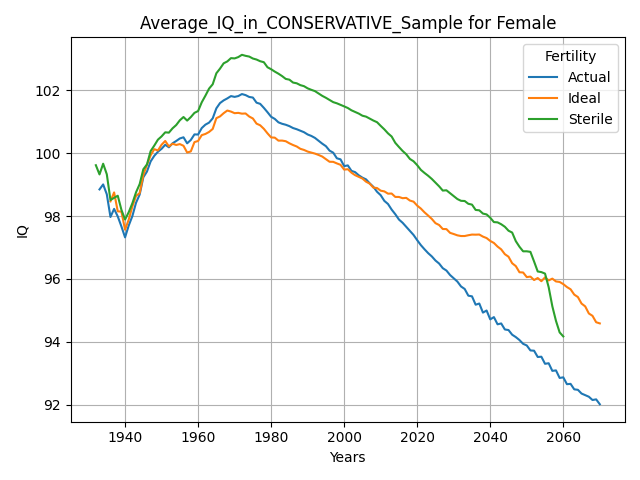 Average_IQ_in_CONSERVATIVE_Sample for Female
Fertility
Actual
Ideal
Sterile
IQ
102
100
98
96
94
92
1940
1960
1980
2000
2020
2040
2060
Years